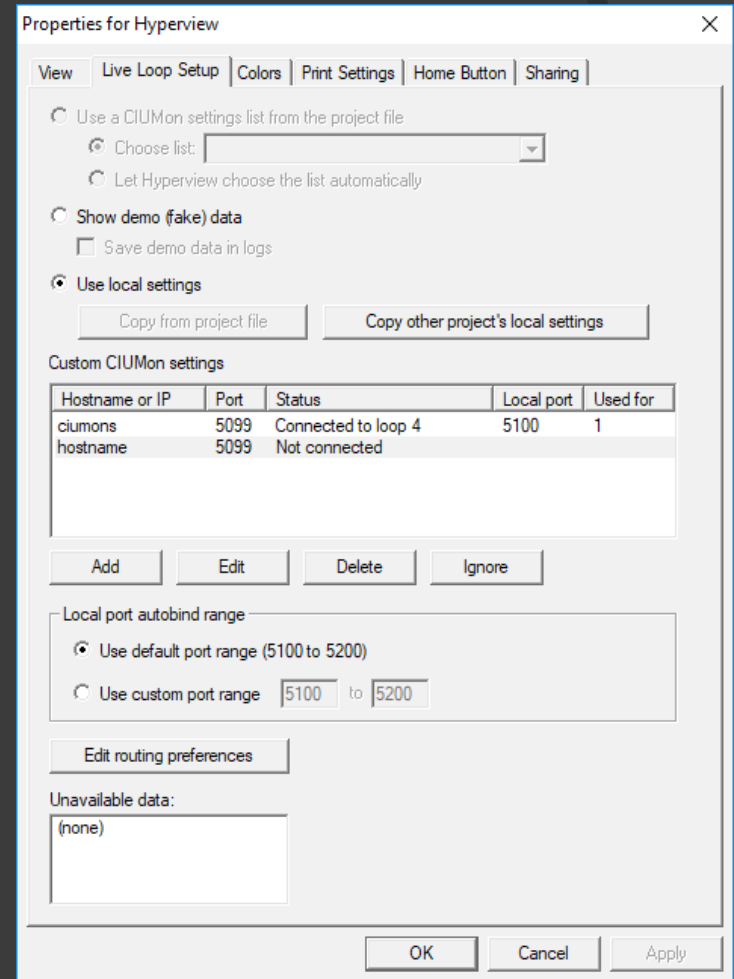 Properties for Hyperview
View Live Loop Setup Colors Print Settings Home Button Sharing
Use a CIUMon settings list from the project file
Choose list:
Let Hyperview choose the list automatically
Show demo (fake) data
Save demo data in logs
Use local settings
Copy from project file Copy other project's local settings
Custom CIUMon settings
Hostname or IP Port Status Local port Used for
ciumons 5099 Connected to loop 4 5100 1
hostname 5099 Not connected
Add Edit Delete Ignore
Local port autobind range
Use default port range (5100 to 5200)
Use custom port range 5100 to 5200
Edit routing preferences
Unavailable data:
(none)
OK Cancel Apply